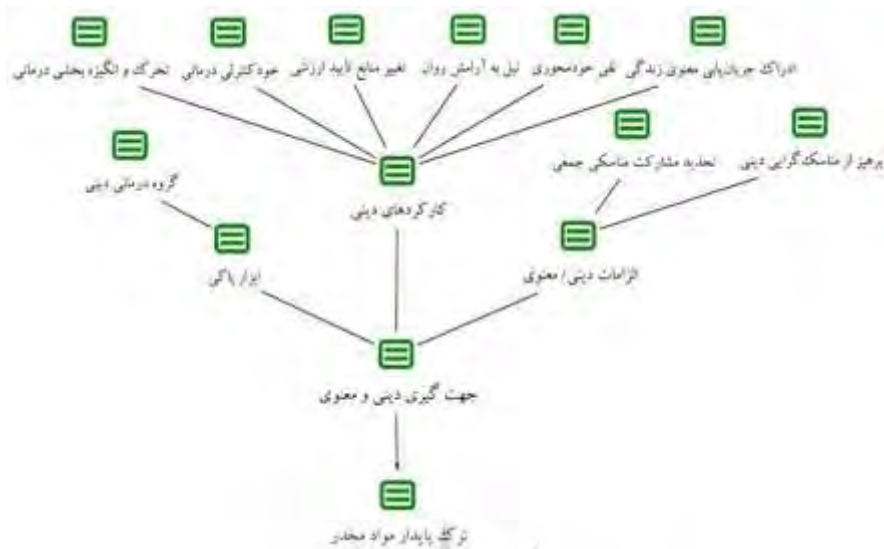 ادراک جریان‌یابی معنوی زندگی
نفی خودمحوری
نیل به آرامش روان
تغییر منابع تأیید ارزشی
خودکنترلی درمانی
تحرک و انگیزه بخشی درمانی
پرهیز از مناسک‌گرایی دینی
تحدید مشارکت مناسکی جمعی
گروه درمانی دینی
کارکردهای دینی
الزامات دینی/ معنوی
ابزار پاکی
جهت گیری دینی و معنوی
ترک پایدار مواد مخدر